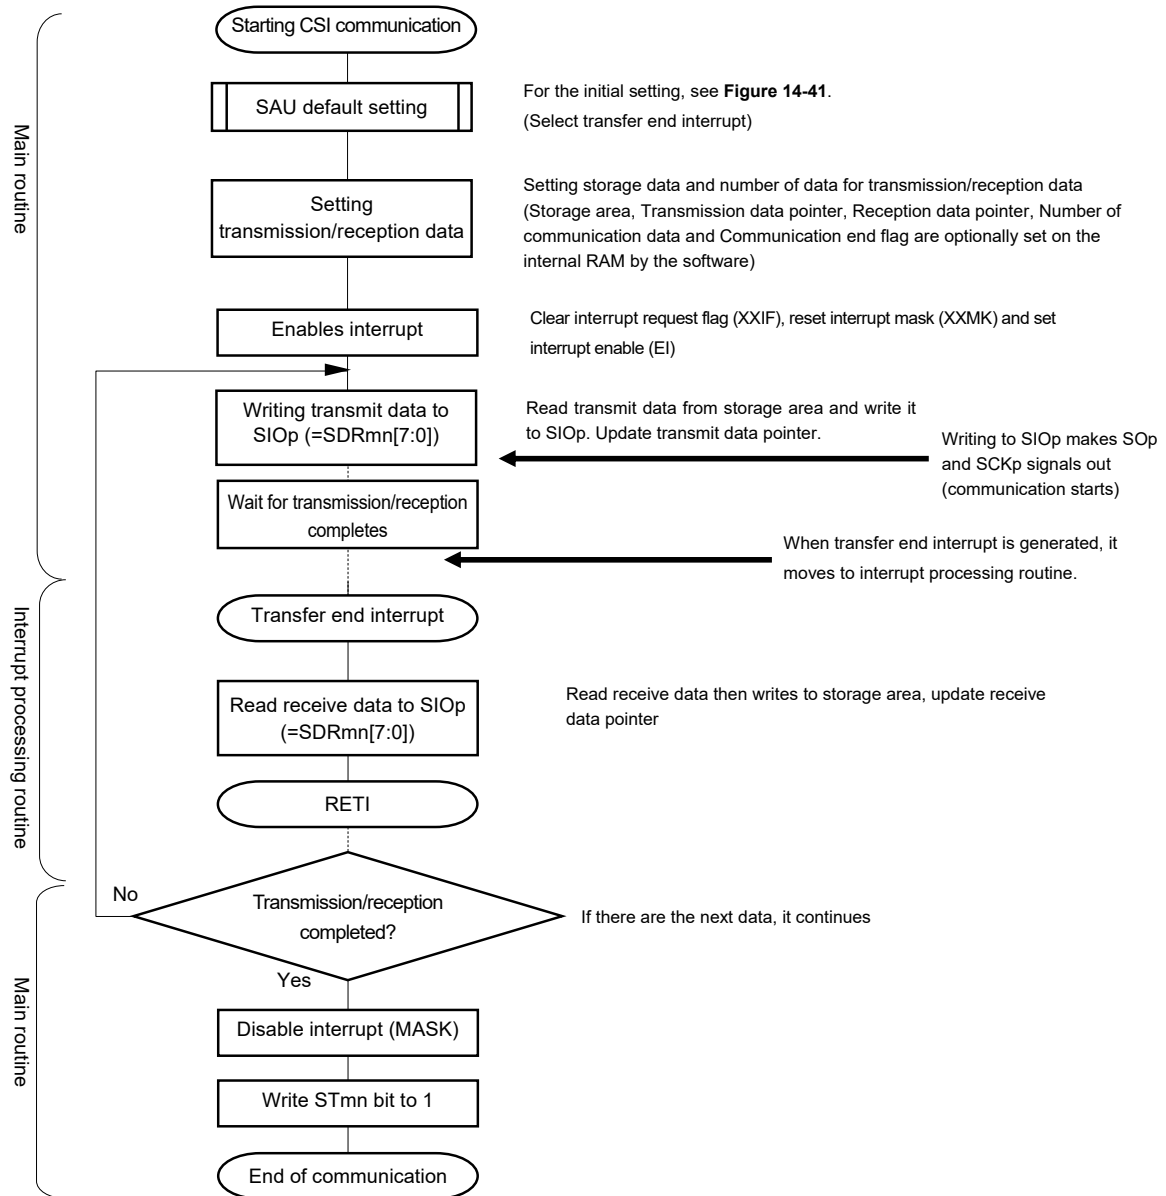 Starting CSI communication
SAU default setting
For the initial setting, see Figure 14-41.
(Select transfer end interrupt)
Main routine
Setting
transmission/reception data
Setting storage data and number of data for transmission/reception data
(Storage area, Transmission data pointer, Reception data pointer, Number of
communication data and Communication end flag are optionally set on the
internal RAM by the software)
Enables interrupt
Clear interrupt request flag (XXIF), reset interrupt mask (XXMK) and set
interrupt enable (EI)
Writing transmit data to
SIOp (=SDRmn[7:0])
Read transmit data from storage area and write it
to SIOp. Update transmit data pointer.
Writing to SIOp makes SOp
and SCKp signals out
(communication starts)
Wait for transmission/reception
completes
When transfer end interrupt is generated, it
moves to interrupt processing routine.
Interrupt processing routine
Transfer end interrupt
Read receive data to SIOp
(=SDRmn[7:0])
Read receive data then writes to storage area, update receive
data pointer
RETI
No
Transmission/reception
completed?
If there are the next data, it continues
Yes
Main routine
Disable interrupt (MASK)
Write STmn bit to 1
End of communication